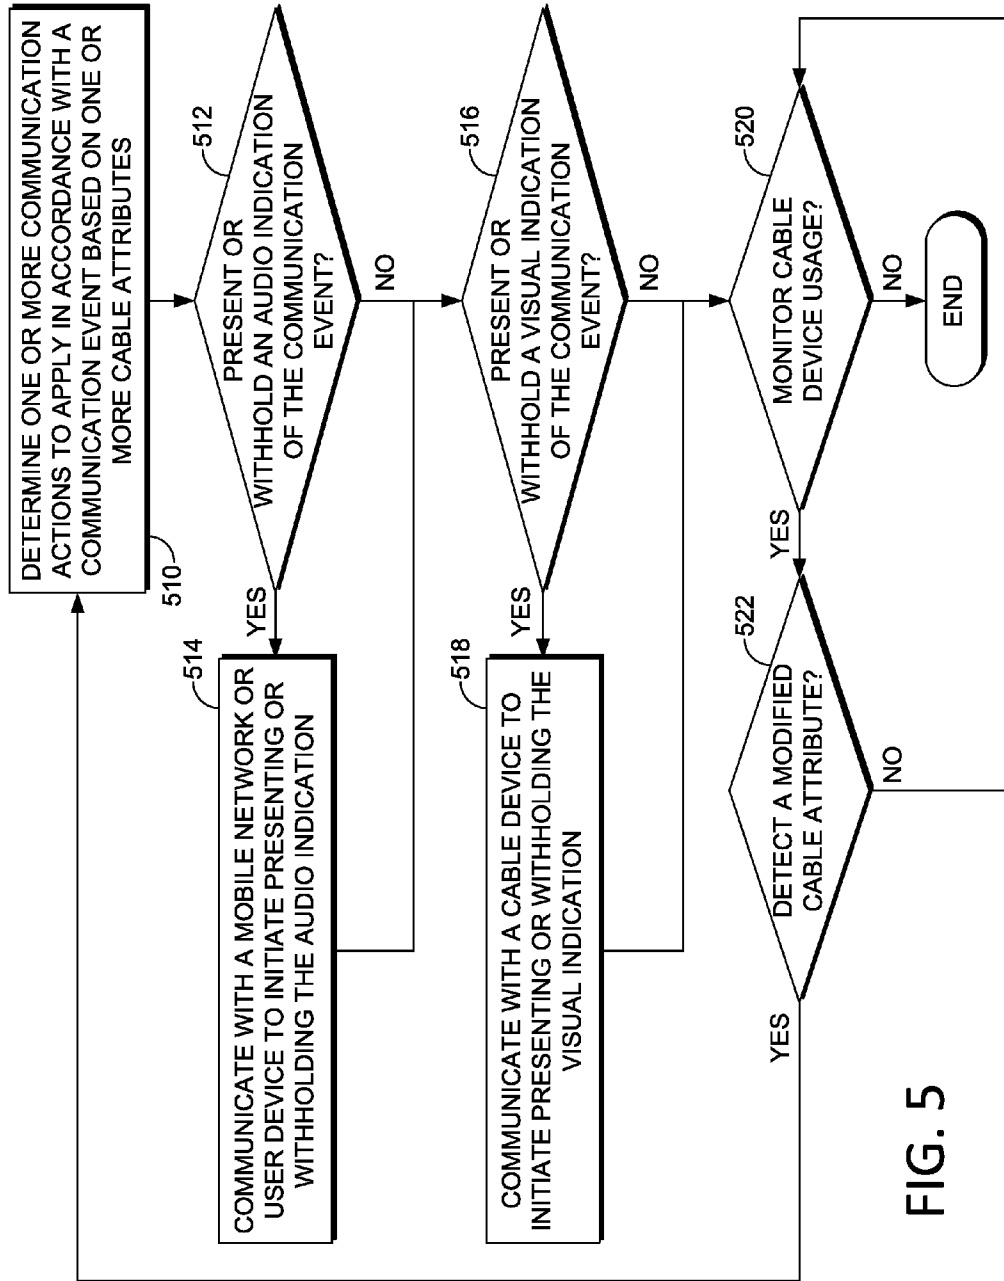 DETERMINE ONE OR MORE COMMUNICATION
ACTIONS TO APPLY IN ACCORDANCE WITH A
COMMUNICATION EVENT BASED ON ONE OR
MORE CABLE ATTRIBUTES
510
PRESENT OR
WITHHOLD AN AUDIO INDICATION
OF THE COMMUNICATION
EVENT?
512
YES
NO
COMMUNICATE WITH A MOBILE NETWORK OR
USER DEVICE TO INITIATE PRESENTING OR
WITHHOLDING THE AUDIO INDICATION
514
PRESENT OR
WITHHOLD A VISUAL INDICATION
OF THE COMMUNICATION
EVENT?
516
YES
NO
COMMUNICATE WITH A CABLE DEVICE TO
INITIATE PRESENTING OR WITHHOLDING THE
VISUAL INDICATION
518
MONITOR CABLE
DEVICE USAGE?
520
YES
NO
DETECT A MODIFIED
CABLE ATTRIBUTE?
522
YES
NO
END
FIG. 5